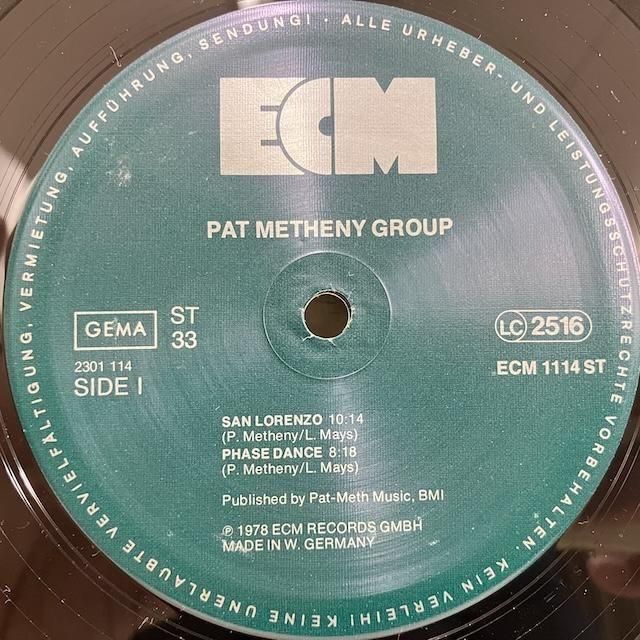 ALLE URHEBER- UND LEISTUNGSSCHUTZRECHTE VORBEHALTEN. KEIN VERLEIH! KEINE UNERLAUBTE VERVIELFÄLTIGUNG, VERMIETUNG, AUFFÜHRUNG, SENDUNG! •
ECM
PAT METHENY GROUP
GEMA
ST
33
LC 2516
2301 114
SIDE I
ECM 1114 ST
SAN LORENZO 10:14
(P. Metheny/L. Mays)
PHASE DANCE 8:18
(P. Metheny/L. Mays)
Published by Pat-Meth Music, BMI
℗ 1978 ECM RECORDS GMBH
MADE IN W. GERMANY